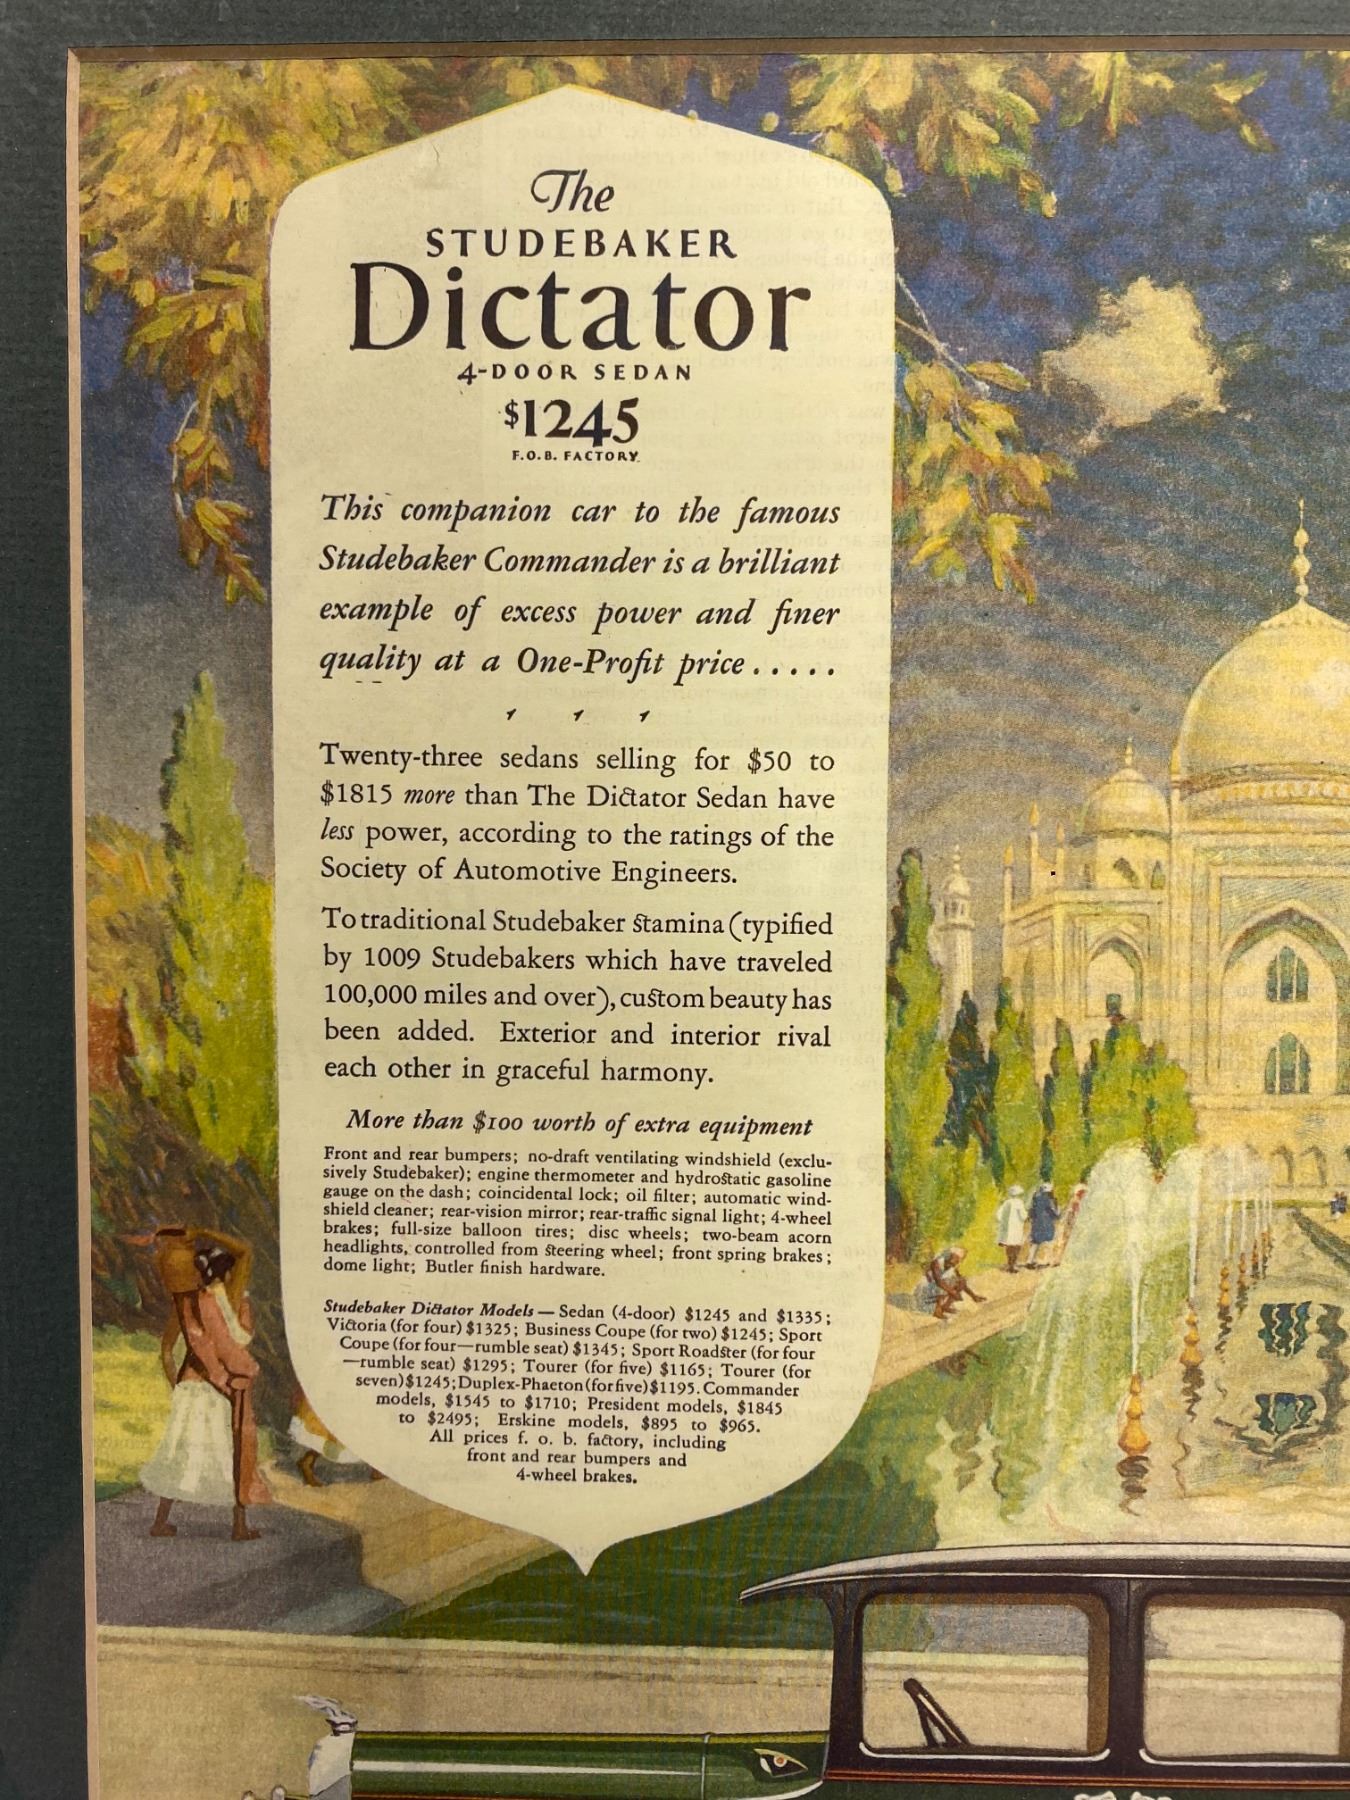 The
STUDEBAKER
Dictator
4-DOOR SEDAN
$1245
F.O.B. FACTORY
This companion car to the famous
Studebaker Commander is a brilliant
example of excess power and finer
quality at a One-Profit price . . . . .
Twenty-three sedans selling for $50 to
$1815 more than The Dictator Sedan have
less power, according to the ratings of the
Society of Automotive Engineers.
To traditional Studebaker stamina (typified
by 1009 Studebakers which have traveled
100,000 miles and over), custom beauty has
been added. Exterior and interior rival
each other in graceful harmony.
More than $100 worth of extra equipment
Front and rear bumpers; no-draft ventilating windshield (exclu-
sively Studebaker); engine thermometer and hydrostatic gasoline
gauge on the dash; coincidental lock; oil filter; automatic wind-
shield cleaner; rear-vision mirror; rear-traffic signal light; 4-wheel
brakes; full-size balloon tires; disc wheels; two-beam acorn
headlights, controlled from steering wheel; front spring brakes;
dome light; Butler finish hardware.
Studebaker Dictator Models — Sedan (4-door) $1245 and $1335;
Victoria (for four) $1325; Business Coupe (for two) $1245; Sport
Coupe (for four—rumble seat) $1345; Sport Roadster (for four
—rumble seat) $1295; Tourer (for five) $1165; Tourer (for
seven) $1245; Duplex-Phaeton (for five) $1195. Commander
models, $1545 to $1710; President models, $1845
to $2495; Erskine models, $895 to $965.
All prices f. o. b. factory, including
front and rear bumpers and
4-wheel brakes.